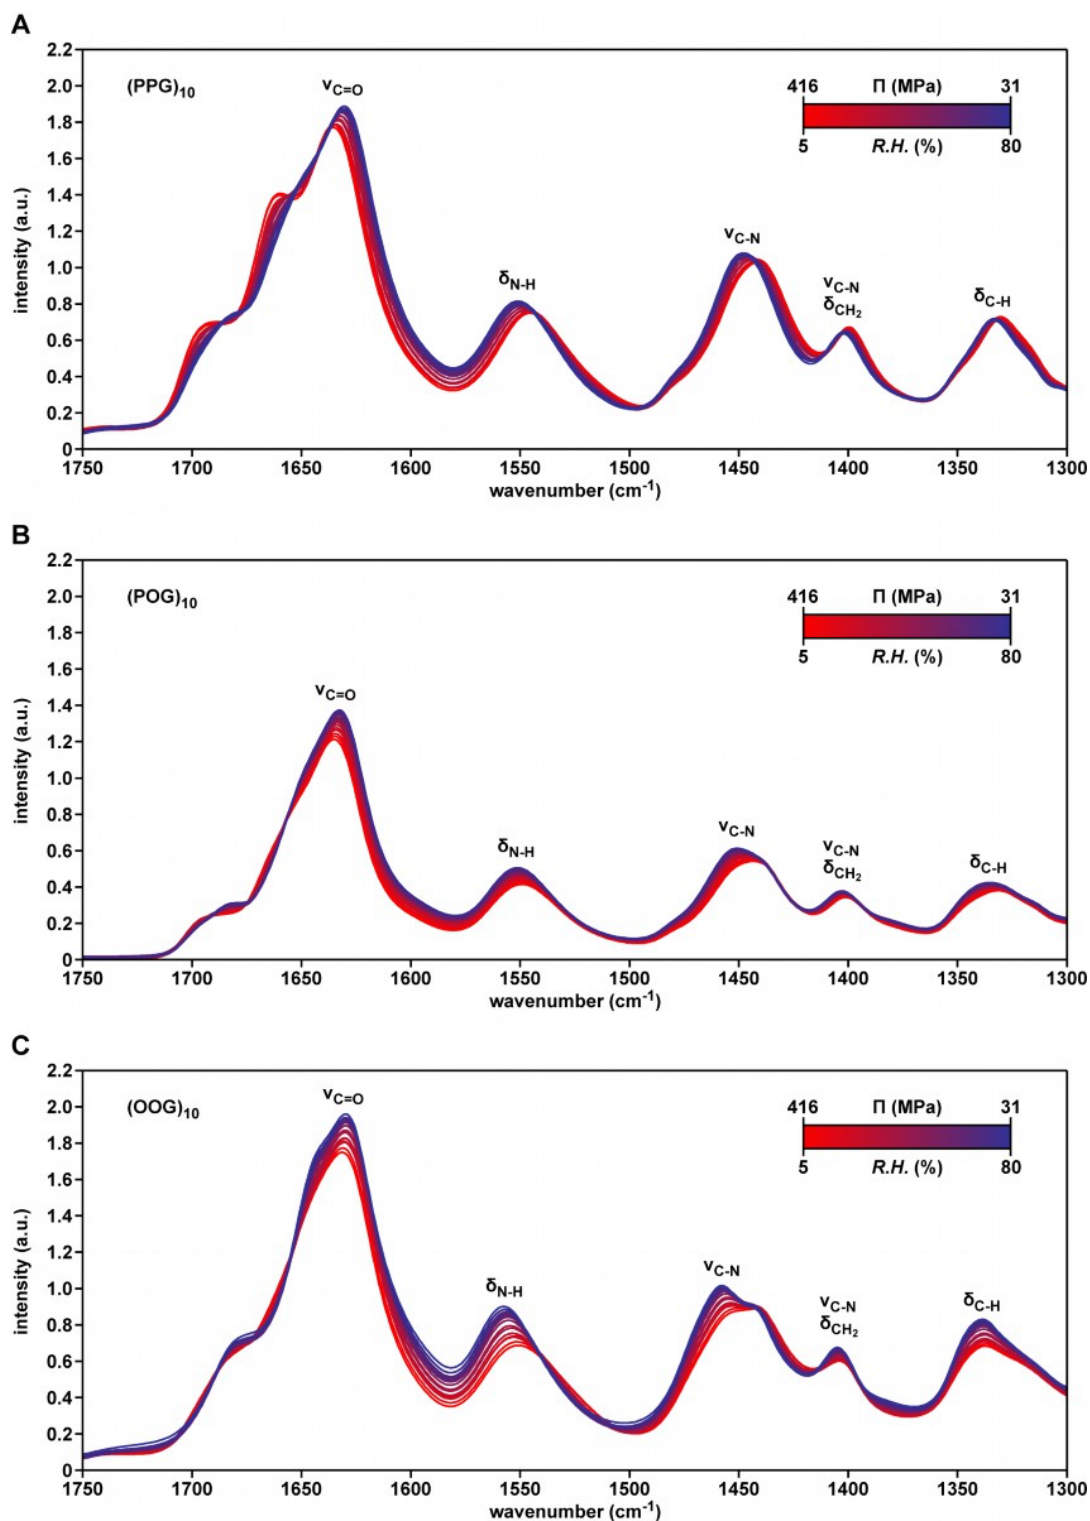 A
2.2
2.0
1.8
1.6
1.4
1.2
1.0
0.8
0.6
0.4
0.2
0
intensity (a.u.)
(PPG)10
νC=O
δN-H
νC-N
νC-N
δCH2
δC-H
416 Π (MPa) 31
5 R.H. (%) 80
1750 1700 1650 1600 1550 1500 1450 1400 1350 1300
wavenumber (cm-1)
B
2.2
2.0
1.8
1.6
1.4
1.2
1.0
0.8
0.6
0.4
0.2
0
intensity (a.u.)
(POG)10
νC=O
δN-H
νC-N
νC-N
δCH2
δC-H
416 Π (MPa) 31
5 R.H. (%) 80
1750 1700 1650 1600 1550 1500 1450 1400 1350 1300
wavenumber (cm-1)
C
2.2
2.0
1.8
1.6
1.4
1.2
1.0
0.8
0.6
0.4
0.2
0
intensity (a.u.)
(OOG)10
νC=O
δN-H
νC-N
νC-N
δCH2
δC-H
416 Π (MPa) 31
5 R.H. (%) 80
1750 1700 1650 1600 1550 1500 1450 1400 1350 1300
wavenumber (cm-1)